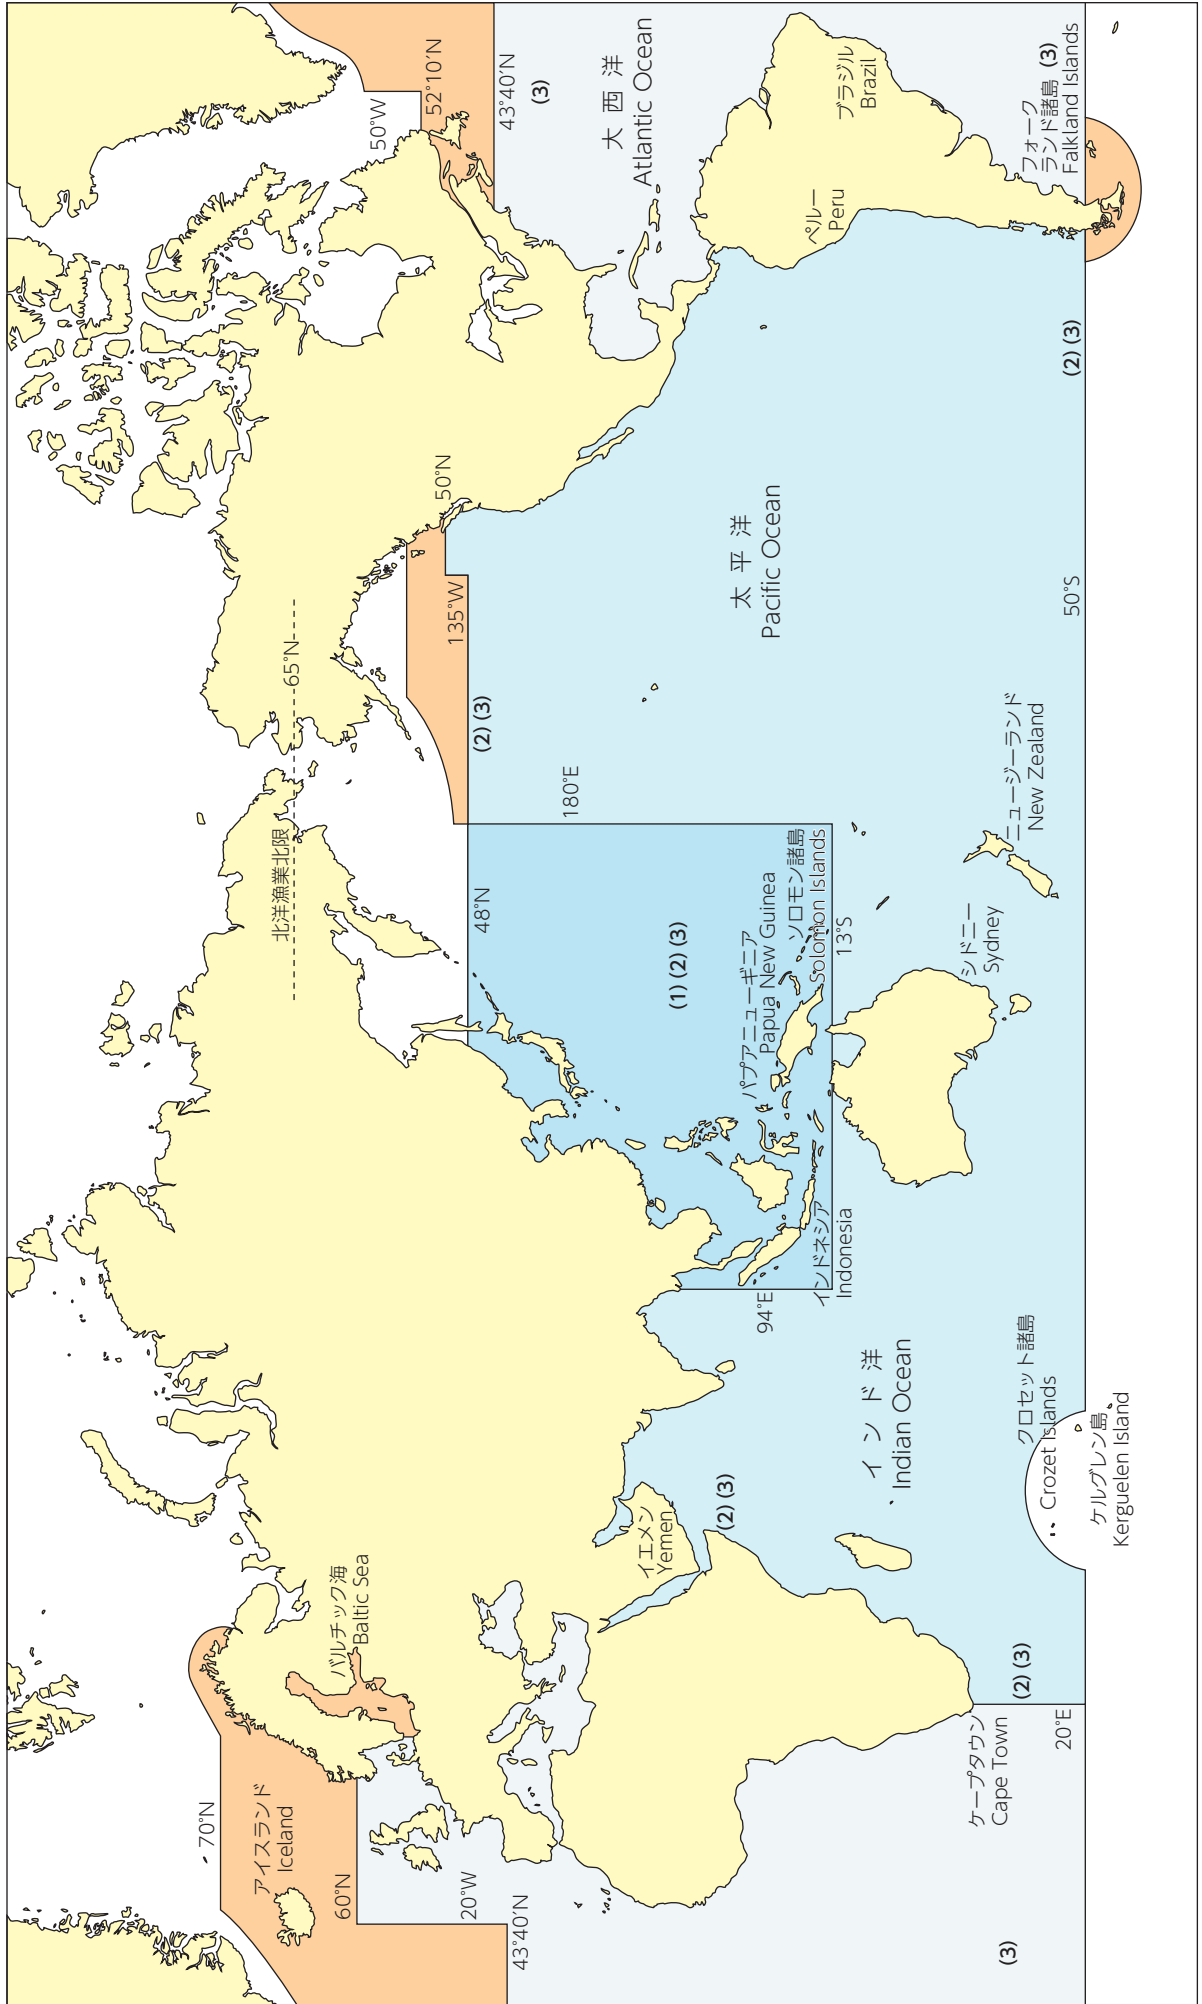 70°N
アイスランド
Iceland
60°N
20°W
43°40′N
(3)
バルチック海
Baltic Sea
イエメン
Yemen
(2) (3)
ケープタウン
Cape Town
20°E
(2) (3)
インド洋
Indian Ocean
クロセット諸島
Crozet Islands
ケルグレン島
Kerguelen Island
94°E
インドネシア
Indonesia
北洋漁業北限
65°N
48°N
(1) (2) (3)
パプアニューギニア
Papua New Guinea
ソロモン諸島
Solomon Islands
13°S
シドニー
Sydney
ニュージーランド
New Zealand
180°E
(2) (3)
135°W
50°N
太平洋
Pacific Ocean
50°S
(2) (3)
50°W
52°10′N
43°40′N
(3)
大西洋
Atlantic Ocean
ペルー
Peru
ブラジル
Brazil
フォーク
ランド諸島 (3)
Falkland Islands